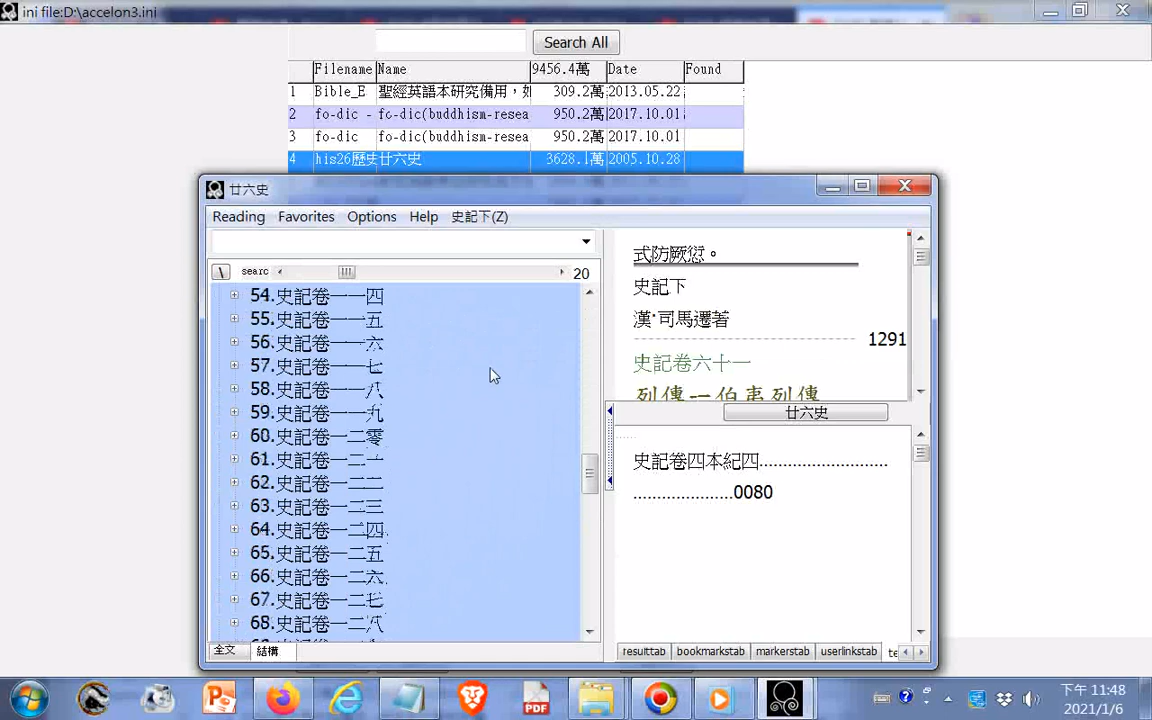 ini file:D:\accelon3.ini
Search All
Filename Name 9456.4萬 Date Found
1 Bible_E 聖經英語本研究備用，如 309.2萬 2013.05.22
2 fo-dic - fo-dic(buddhism-resea 950.2萬 2017.10.01
3 fo-dic fo-dic(buddhism-resea 950.2萬 2017.10.01
4 his26歷史 廿六史 3628.1萬 2005.10.28
廿六史
Reading Favorites Options Help 史記下(Z)
\ searc 20
54.史記卷一一四
55.史記卷一一五
56.史記卷一一六
57.史記卷一一七
58.史記卷一一八
59.史記卷一一九
60.史記卷一二零
61.史記卷一二一
62.史記卷一二二
63.史記卷一二三
64.史記卷一二四
65.史記卷一二五
66.史記卷一二六
67.史記卷一二七
68.史記卷一二八
全文 結構
式防厥愆。
史記下
漢·司馬遷著
1291
史記卷六十一
列傳一伯夷列傳
廿六史
史記卷四本紀四........................
...................0080
resulttab bookmarkstab markerstab userlinkstab te
PDF
下午 11:48
2021/1/6